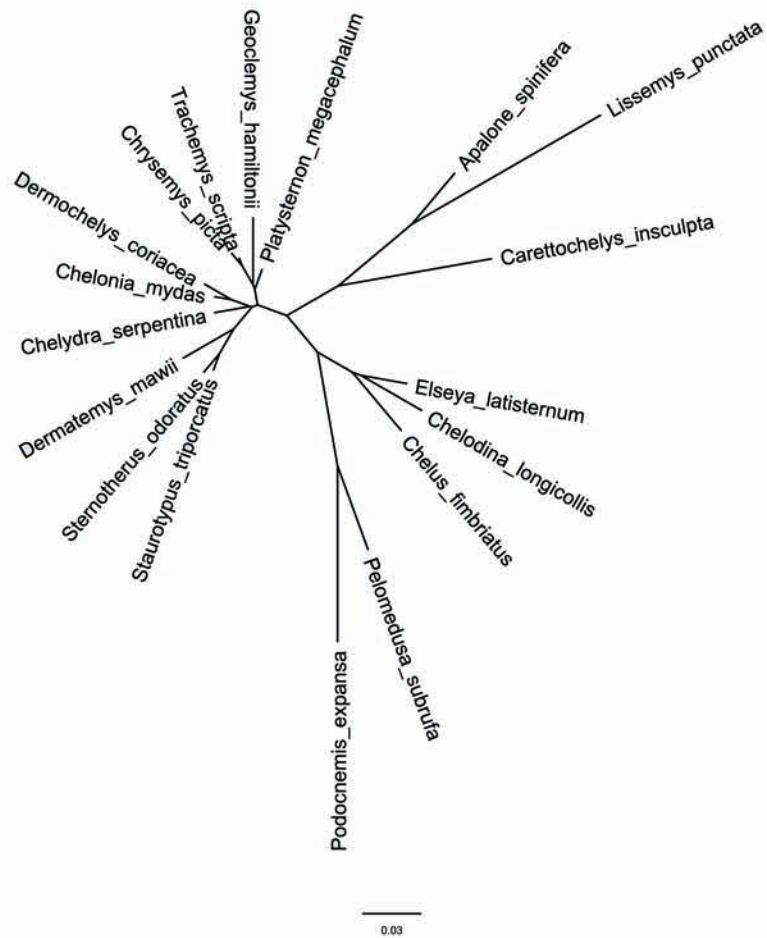 Geoclemys_hamiltonii
Platysternon_megacephalum
Trachemys_scripta
Chrysemys_picta
Dermochelys_coriacea
Chelonia_mydas
Chelydra_serpentina
Dermatemys_mawii
Sternotherus_odoratus
Staurotypus_triporcatus
Apalone_spinifera
Lissemys_punctata
Carettochelys_insculpta
Elseya_latisternum
Chelodina_longicollis
Chelus_fimbriatus
Pelomedusa_subrufa
Podocnemis_expansa
0.03